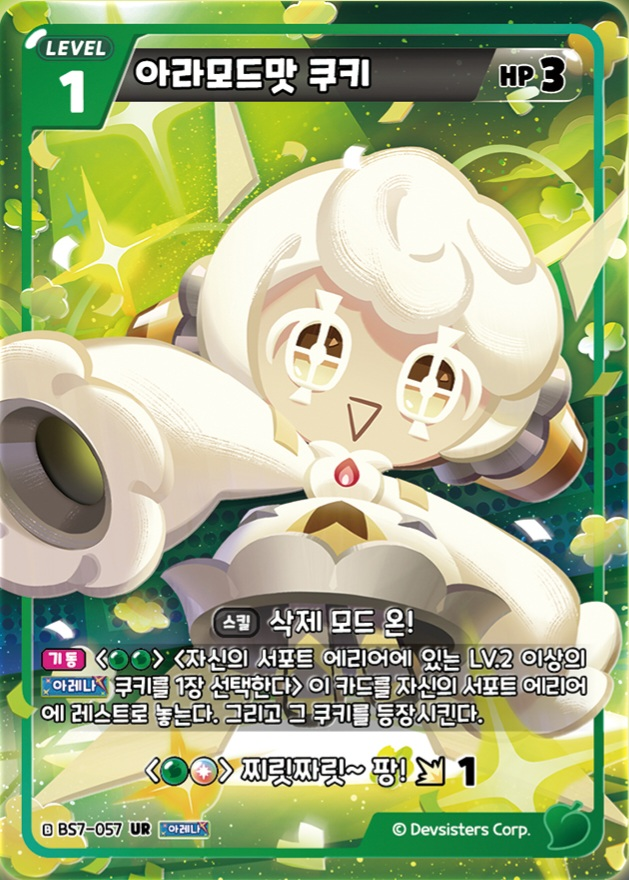 LEVEL
1
아라모드맛 쿠키
HP 3
스킬 삭제 모드 온!
기동 < > <자신의 서포트 에리어에 있는 LV.2 이상의
아레나 쿠키를 1장 선택한다> 이 카드를 자신의 서포트 에리어
에 레스트로 놓는다. 그리고 그 쿠키를 등장시킨다.
< > 찌릿짜릿~ 팡! 1
B BS7-057 UR 아레나
© Devsisters Corp.